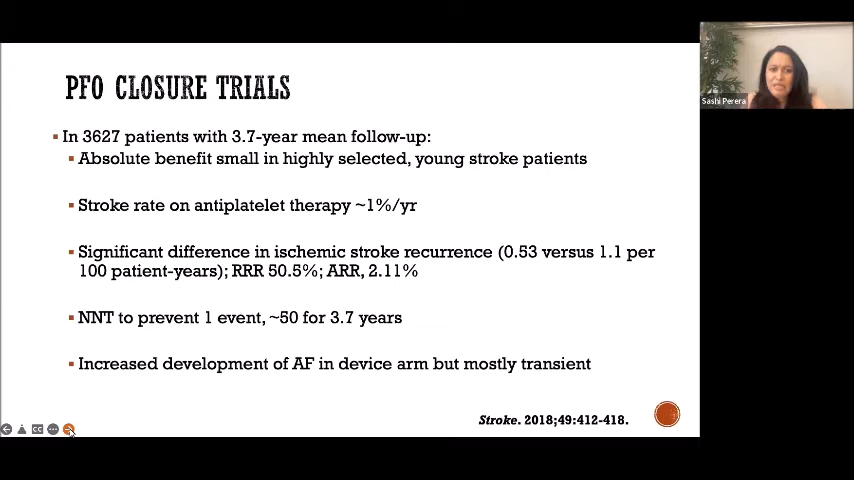 PFO CLOSURE TRIALS
In 3627 patients with 3.7-year mean follow-up:
Absolute benefit small in highly selected, young stroke patients
Stroke rate on antiplatelet therapy ~1%/yr
Significant difference in ischemic stroke recurrence (0.53 versus 1.1 per
100 patient-years); RRR 50.5%; ARR, 2.11%
NNT to prevent 1 event, ~50 for 3.7 years
Increased development of AF in device arm but mostly transient
Stroke. 2018;49:412-418.
CC
Sashi Perera